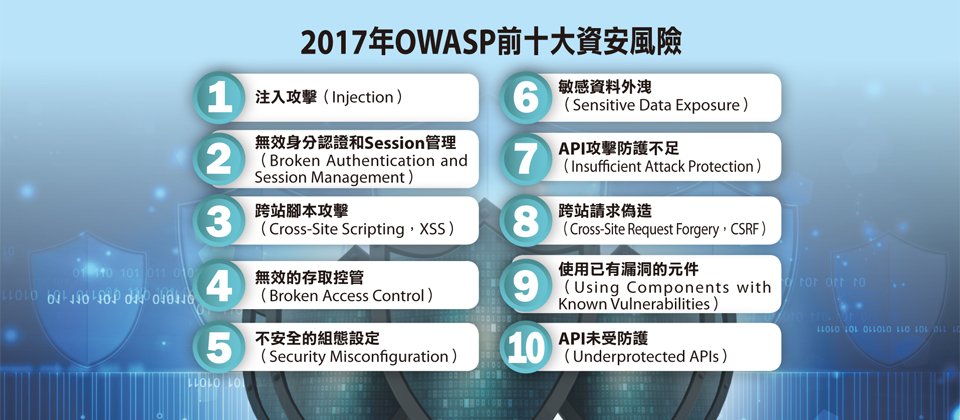 2017年OWASP前十大資安風險
1
注入攻擊（Injection）
2
無效身分認證和Session管理
（Broken Authentication and
Session Management）
3
跨站腳本攻擊
（Cross-Site Scripting，XSS）
4
無效的存取控管
（Broken Access Control）
5
不安全的組態設定
（Security Misconfiguration）
6
敏感資料外洩
（Sensitive Data Exposure）
7
API攻擊防護不足
（Insufficient Attack Protection）
8
跨站請求偽造
（Cross-Site Request Forgery，CSRF）
9
使用已有漏洞的元件
（Using Components with
Known Vulnerabilities）
10
API未受防護
（Underprotected APIs）